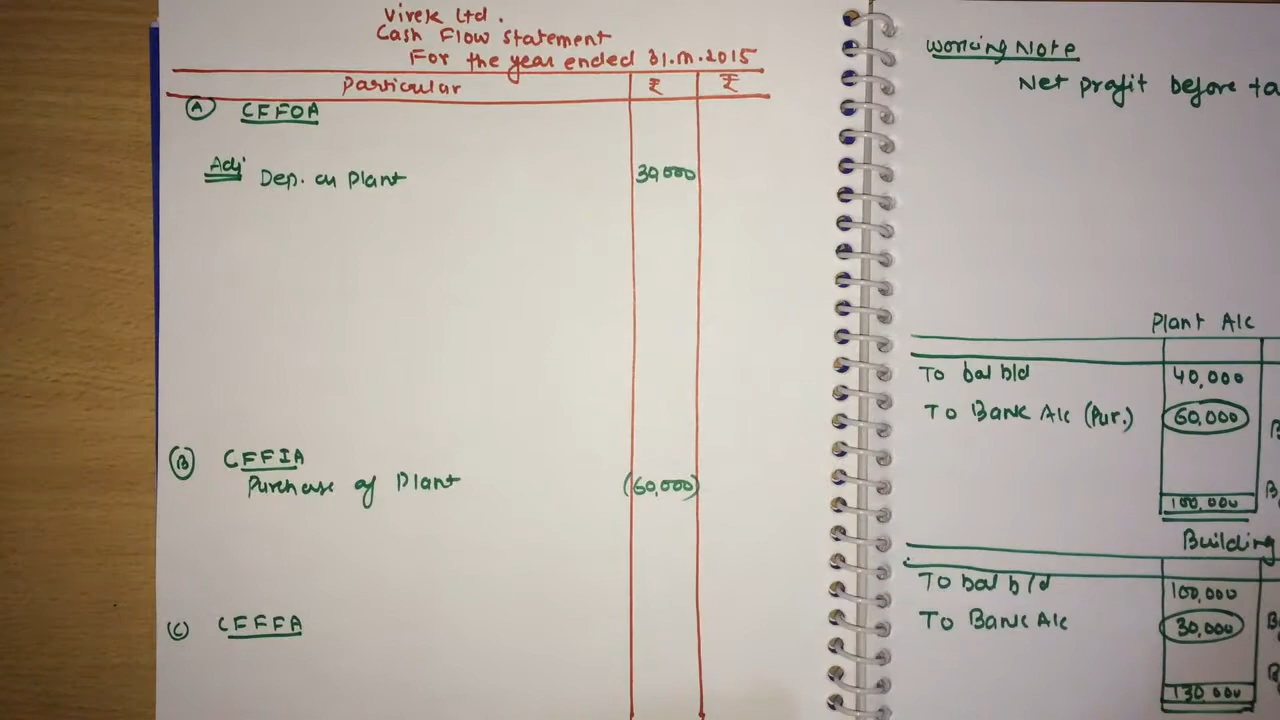 Vivek Ltd.
Cash Flow Statement
For the year ended 31.m.2015
Particular ₹ ₹
(A) CFFOA
Adj Dep. on Plant 30,000
(B) CFFIA
Purchase of Plant (60,000)
(C) CFFFA
Working Note
Net profit before ta
Plant A/c
To bal b/d 40,000
To Bank A/c (Pur.) 60,000
B
B
100,000
Building
To bal b/d 100,000
To Bank A/c 30,000
B
B
130,000